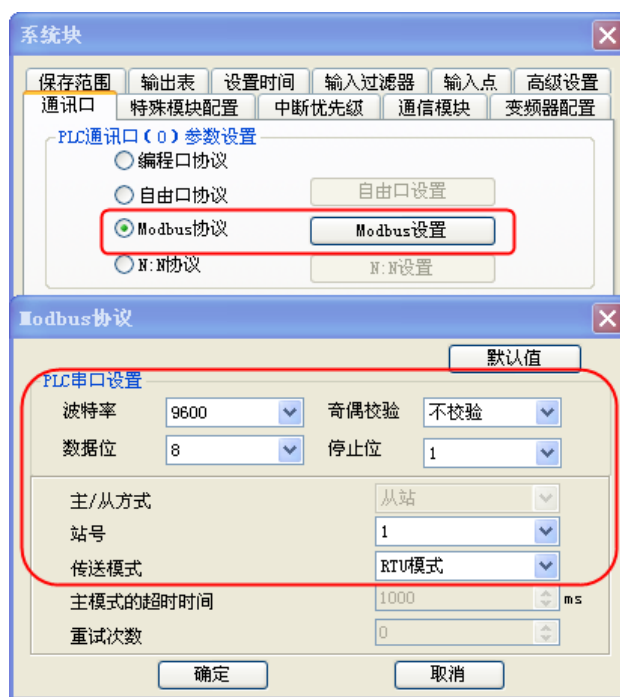 系统块
保存范围 输出表 设置时间 输入过滤器 输入点 高级设置
通讯口 特殊模块配置 中断优先级 通信模块 变频器配置
PLC通讯口(0)参数设置
编程口协议
自由口协议 自由口设置
Modbus协议 Modbus设置
N:N协议 N:N设置
Modbus协议
默认值
PLC串口设置
波特率 9600 奇偶校验 不校验
数据位 8 停止位 1
主/从方式 从站
站号 1
传送模式 RTU模式
主模式的超时时间 1000 ms
重试次数 0
确定 取消